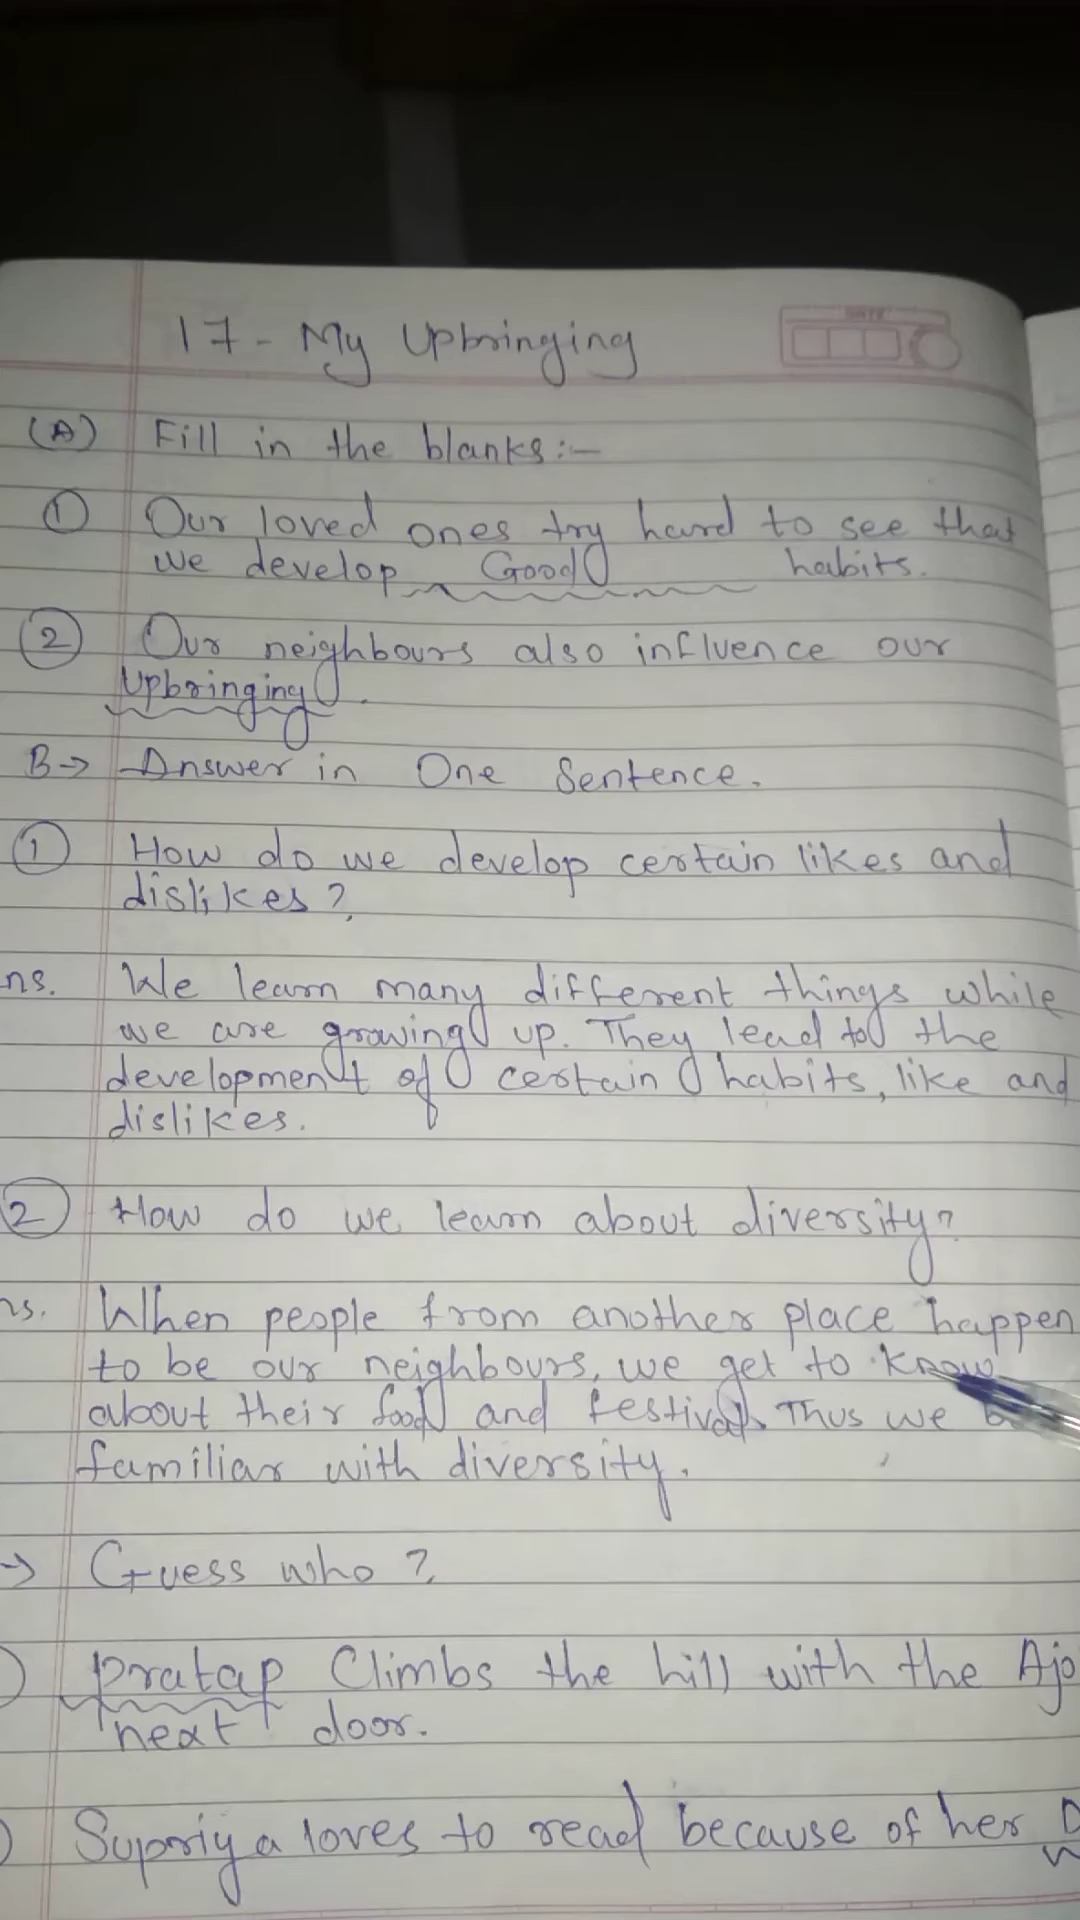 17 - My Upbringing
(A) Fill in the blanks:-
① Our loved ones try hard to see that
we develop Good habits.
② Our neighbours also influence our
Upbringing.
B→ Answer in One Sentence.
① How do we develop certain likes and
dislikes?
ns. We learn many different things while
we are growing up. They lead to the
development of certain habits, like and
dislikes.
② How do we learn about diversity?
ns. When people from another place happen
to be our neighbours, we get to know
about their food and festivals. Thus we
familiar with diversity.
→ Guess who?
Pratap Climbs the hill with the Ajo
next door.
Supriya loves to read because of her